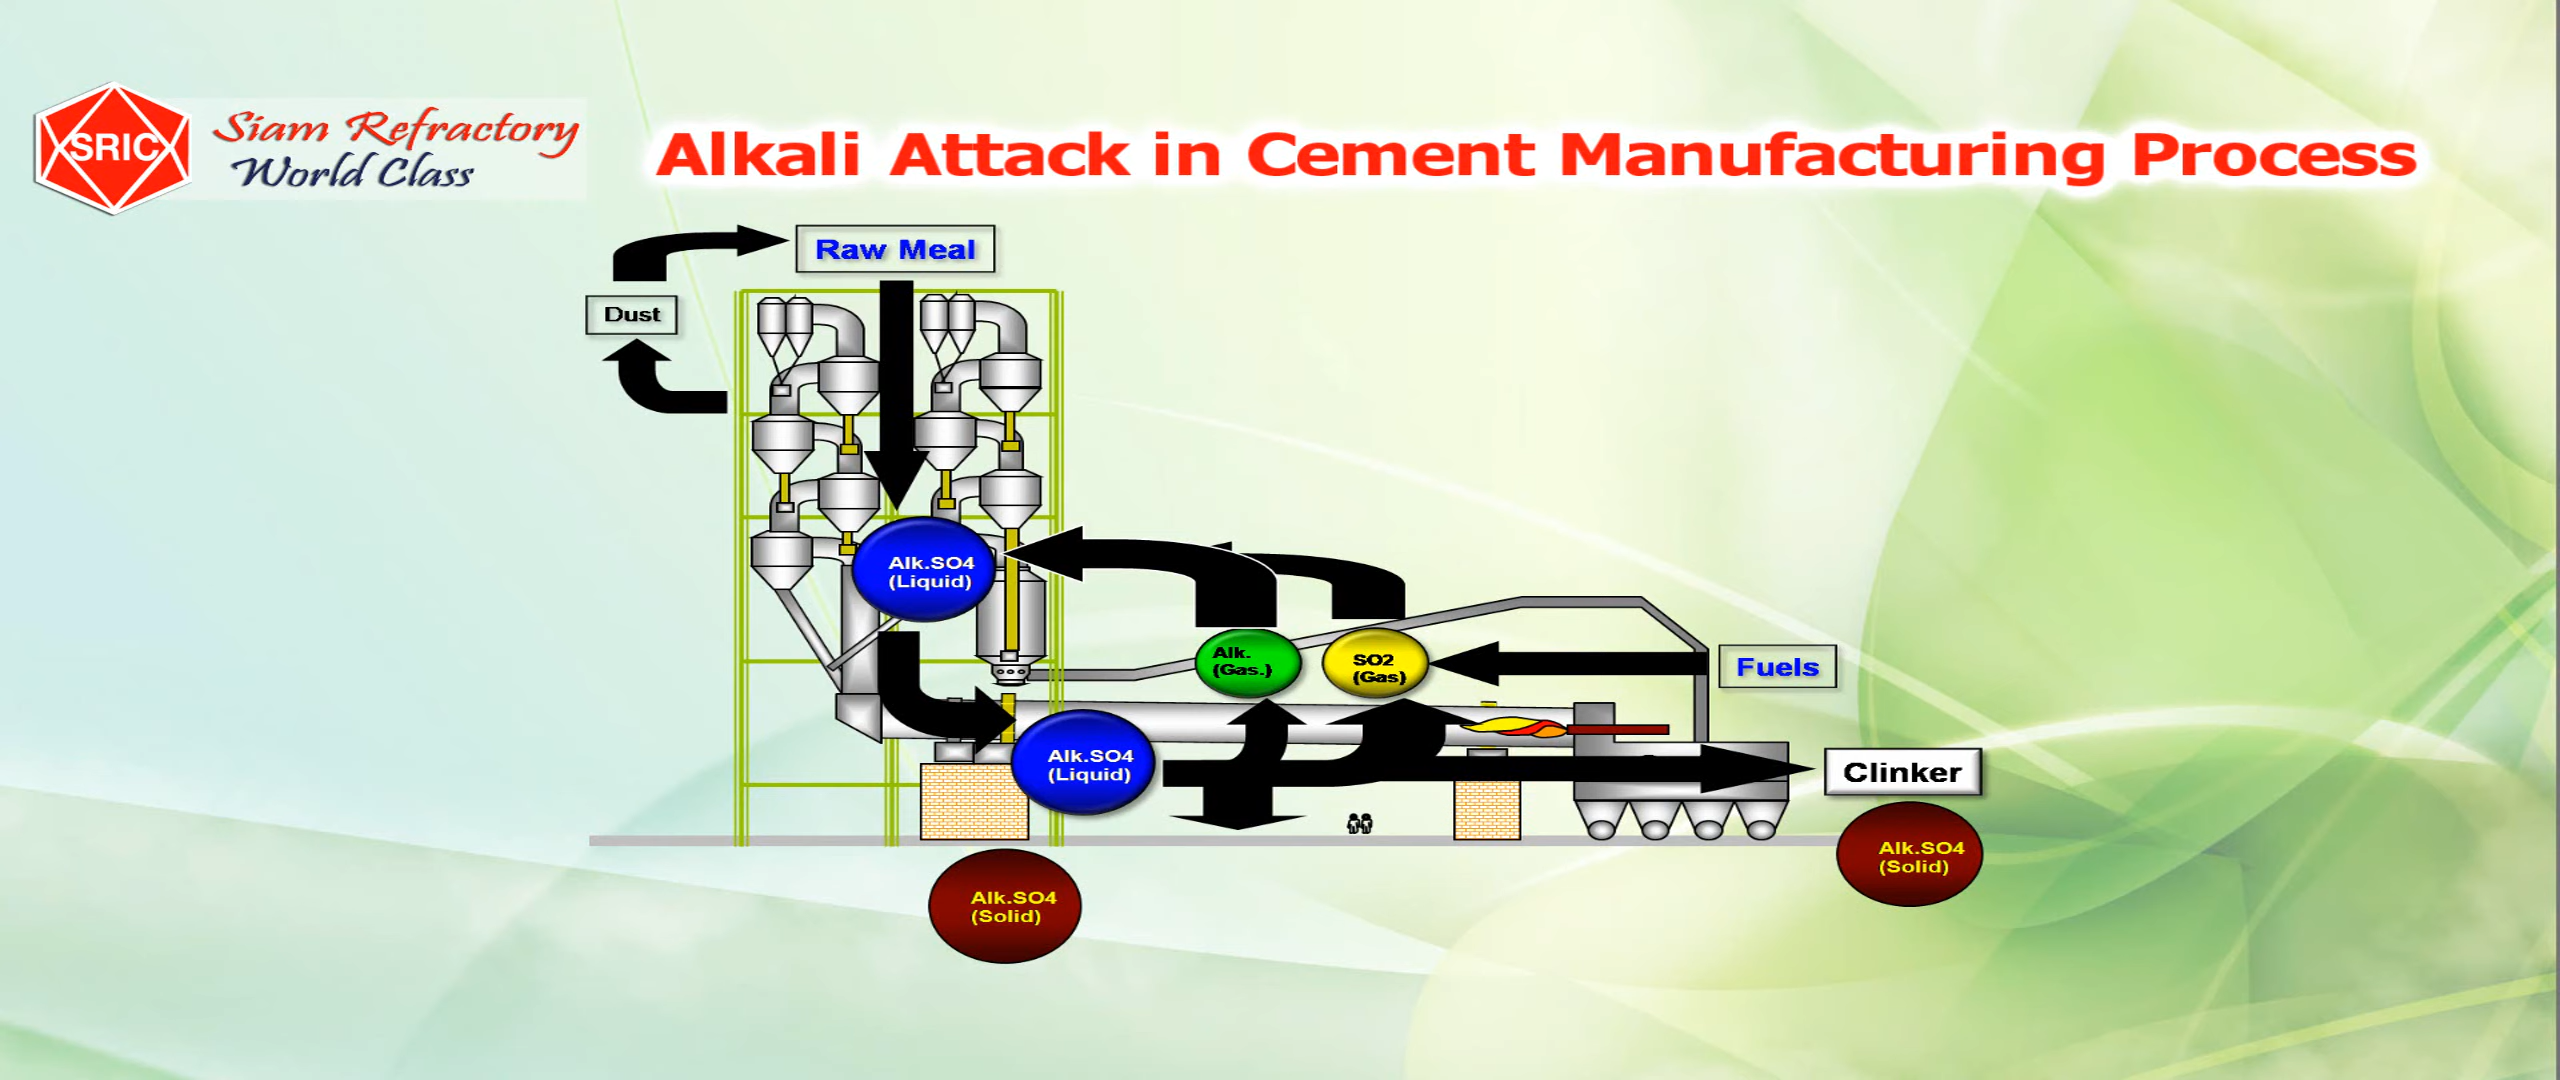 SRIC
Siam Refractory
World Class
Alkali Attack in Cement Manufacturing Process
Raw Meal
Dust
Alk.SO4
(Liquid)
Alk.
(Gas.)
SO2
(Gas)
Fuels
Alk.SO4
(Liquid)
Clinker
Alk.SO4
(Solid)
Alk.SO4
(Solid)